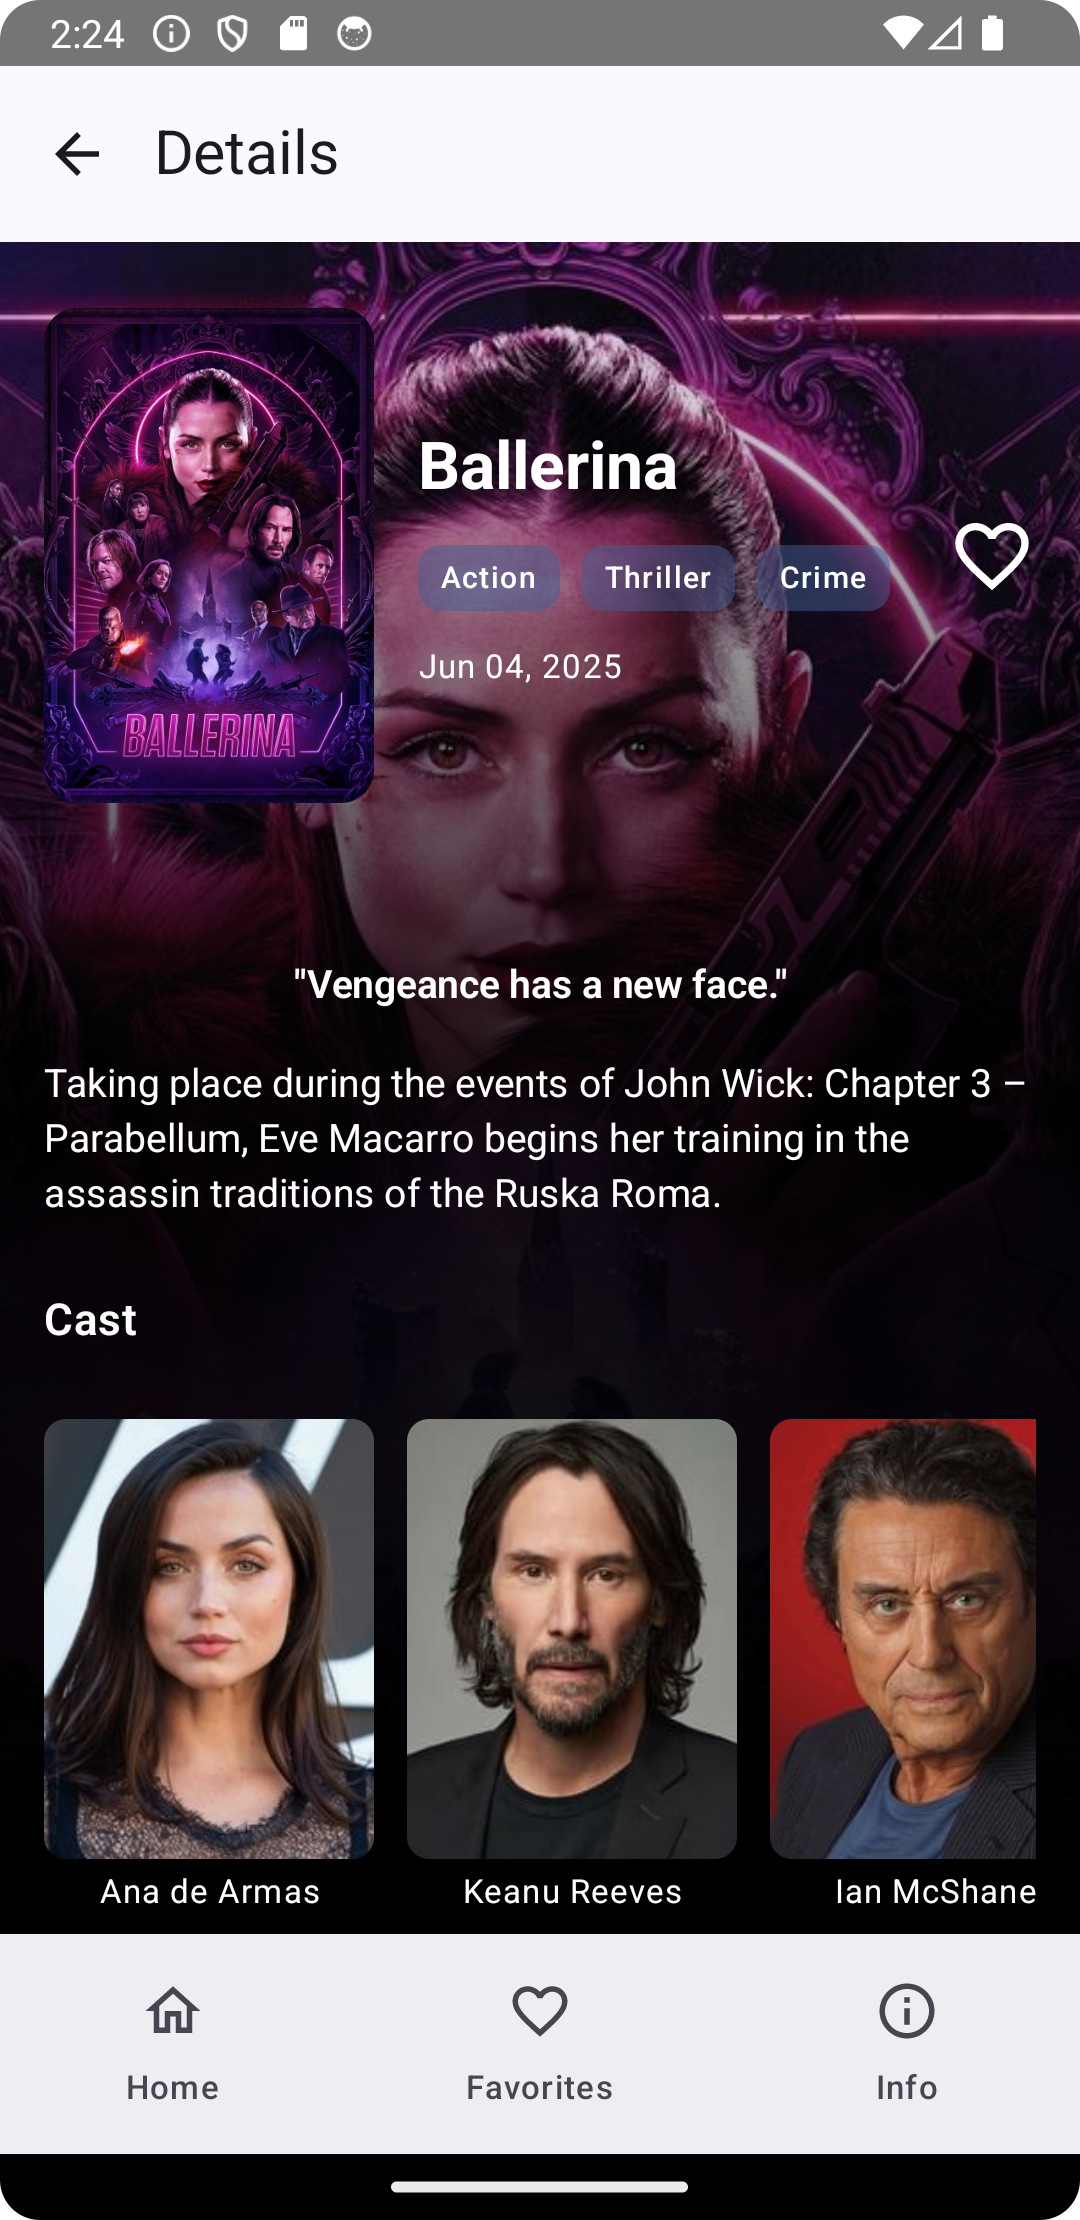 2:24
Details
BALLERINA
Ballerina
Action Thriller Crime
Jun 04, 2025
"Vengeance has a new face."
Taking place during the events of John Wick: Chapter 3 –
Parabellum, Eve Macarro begins her training in the
assassin traditions of the Ruska Roma.
Cast
Ana de Armas Keanu Reeves Ian McShane
Home Favorites Info